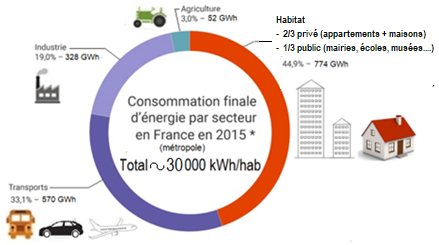 Agriculture
3,0% – 52 GWh
Habitat
- 2/3 privé (appartements + maisons)
- 1/3 public (mairies, écoles, musées...)
44,9% – 774 GWh
Industrie
19,0% – 328 GWh
Consommation finale
d'énergie par secteur
en France en 2015 *
(métropole)
Total ~ 30 000 kWh/hab
Transports
33,1% – 570 GWh